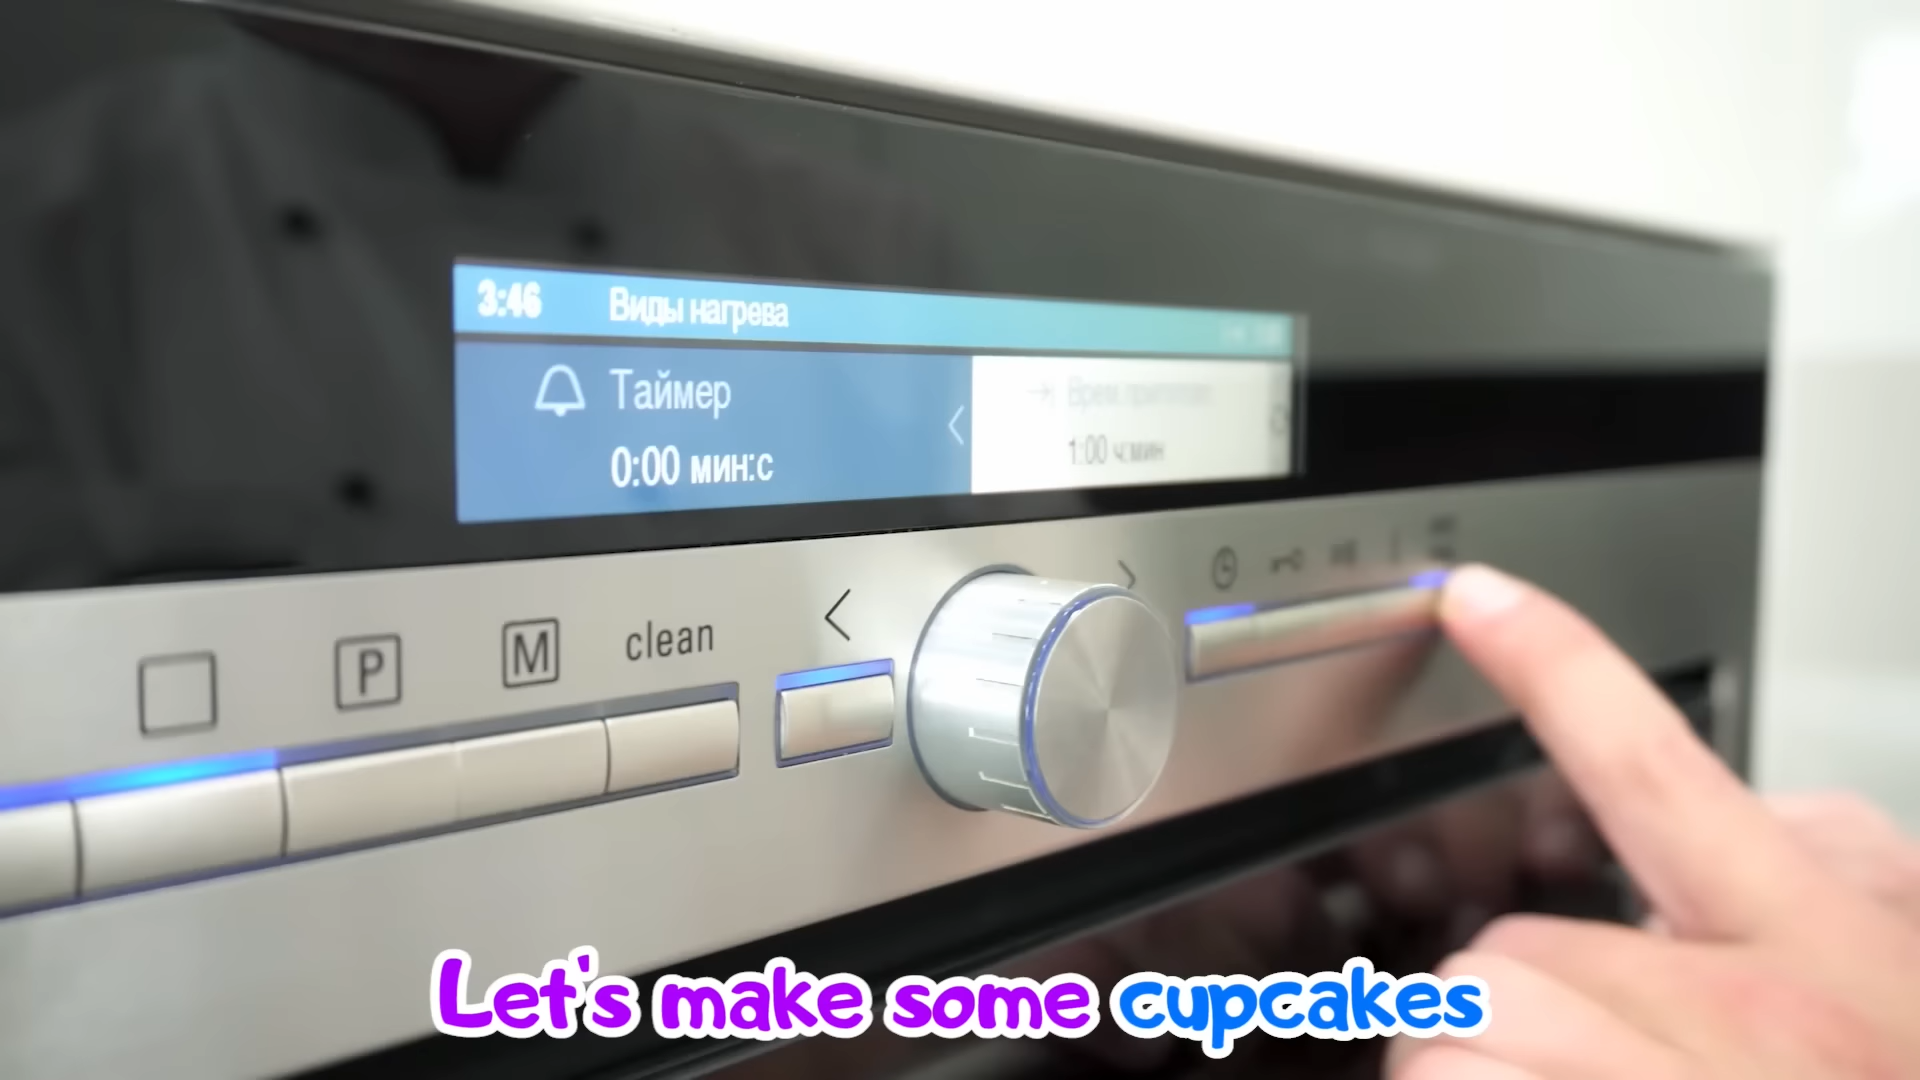 3:46 Виды нагрева
Таймер
0:00 мин:с
1:00 ч:мин
P
M
clean
Let's make some cupcakes